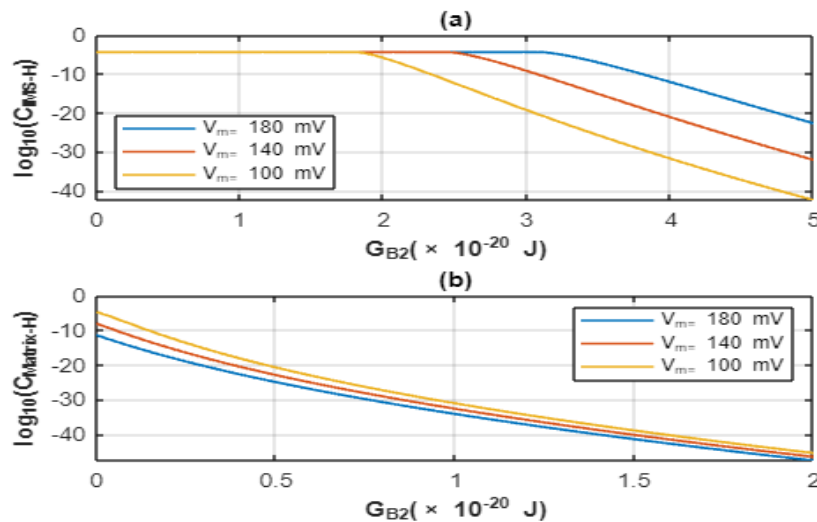 (a)
0
-10
-20
-30
-40
log10(CIMS-H)
Vm= 180 mV
Vm= 140 mV
Vm= 100 mV
0 1 2 3 4 5
GB2( × 10-20 J)
(b)
0
-10
-20
-30
-40
log10(CMatrix-H)
Vm= 180 mV
Vm= 140 mV
Vm= 100 mV
0 0.5 1 1.5 2
GB2( × 10-20 J)